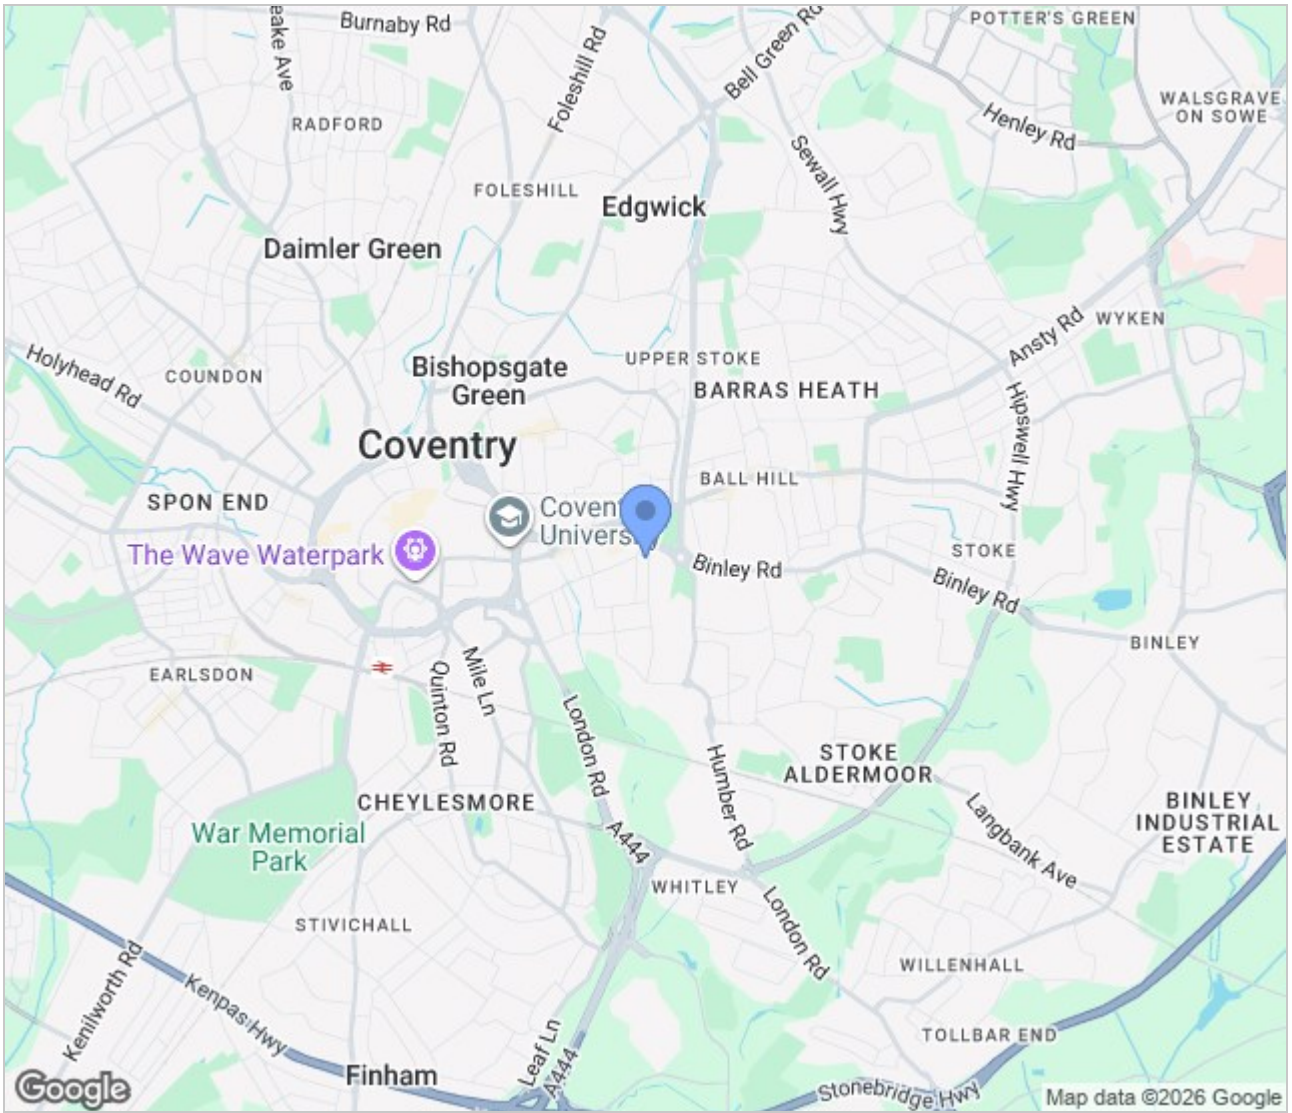 Burnaby Rd
eake Ave
Foleshill Rd
Bell Green Rd
POTTER'S GREEN
WALSGRAVE
ON SOWE
Henley Rd
RADFORD
Sewall Hwy
FOLESHILL
Edgwick
Daimler Green
WYKEN
Ansty Rd
Holyhead Rd
COUNDON
Bishopsgate
Green
UPPER STOKE
BARRAS HEATH
Hipswell Hwy
Coventry
BALL HILL
SPON END
Covent
University
The Wave Waterpark
Binley Rd
STOKE
Binley Rd
BINLEY
EARLSDON
Quinton Rd
Mile Ln
London Rd
Humber Rd
STOKE
ALDERMOOR
CHEYLESMORE
Langbank Ave
BINLEY
INDUSTRIAL
ESTATE
War Memorial
Park
A444
WHITLEY
London Rd
STIVICHALL
WILLENHALL
Kenilworth Rd
Kenpas Hwy
TOLLBAR END
Leaf Ln
A444
Finham
Stonebridge Hwy
Google
Map data ©2026 Google